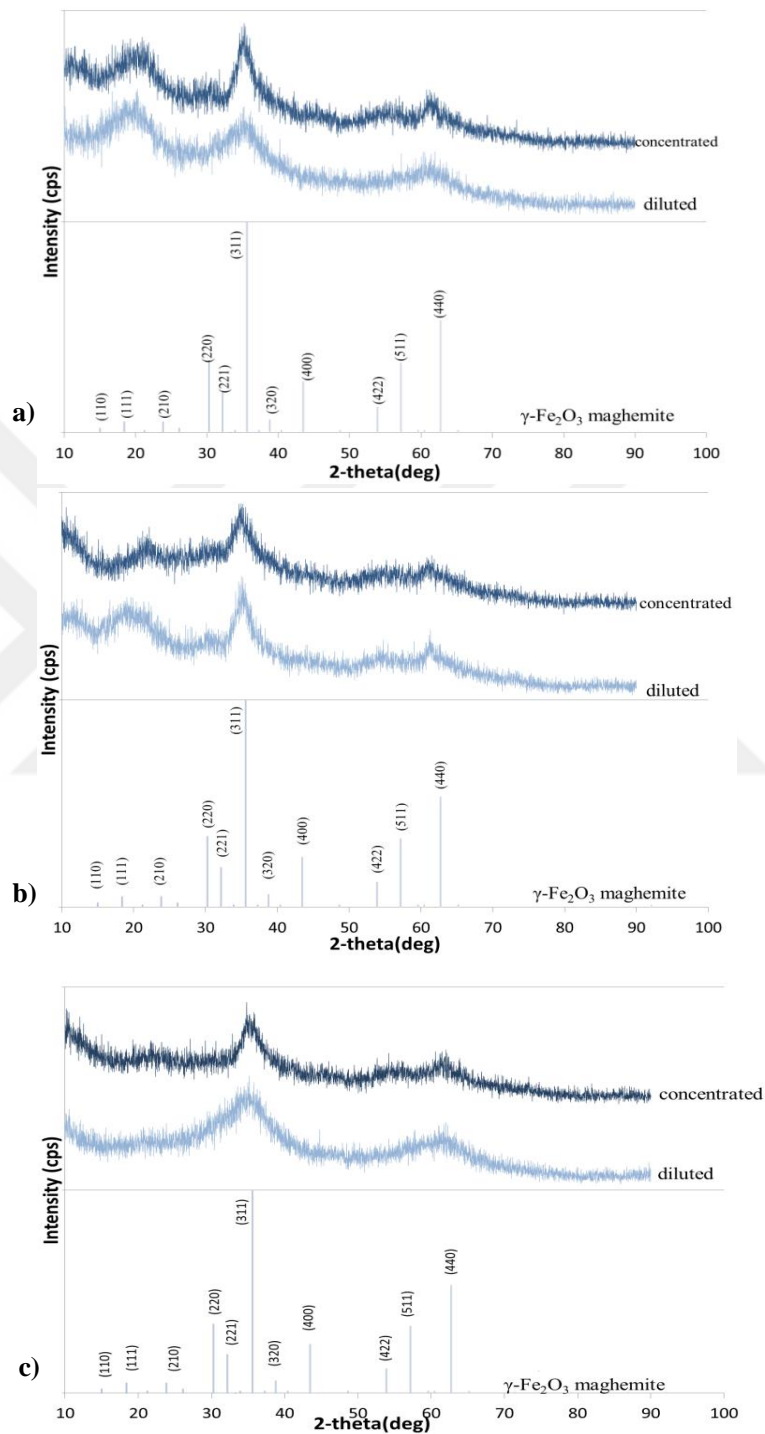 concentrated
diluted
Intensity (cps)
(311)
(220)
(221)
(110)
(111)
(210)
(320)
(400)
(422)
(511)
(440)
γ-Fe₂O₃ maghemite
a)
10 20 30 40 50 60 70 80 90 100
2-theta(deg)
concentrated
diluted
Intensity (cps)
(311)
(220)
(221)
(110)
(111)
(210)
(320)
(400)
(422)
(511)
(440)
γ-Fe₂O₃ maghemite
b)
10 20 30 40 50 60 70 80 90 100
2-theta(deg)
concentrated
diluted
Intensity (cps)
(311)
(220)
(221)
(110)
(111)
(210)
(320)
(400)
(422)
(511)
(440)
γ-Fe₂O₃ maghemite
c)
10 20 30 40 50 60 70 80 90 100
2-theta(deg)